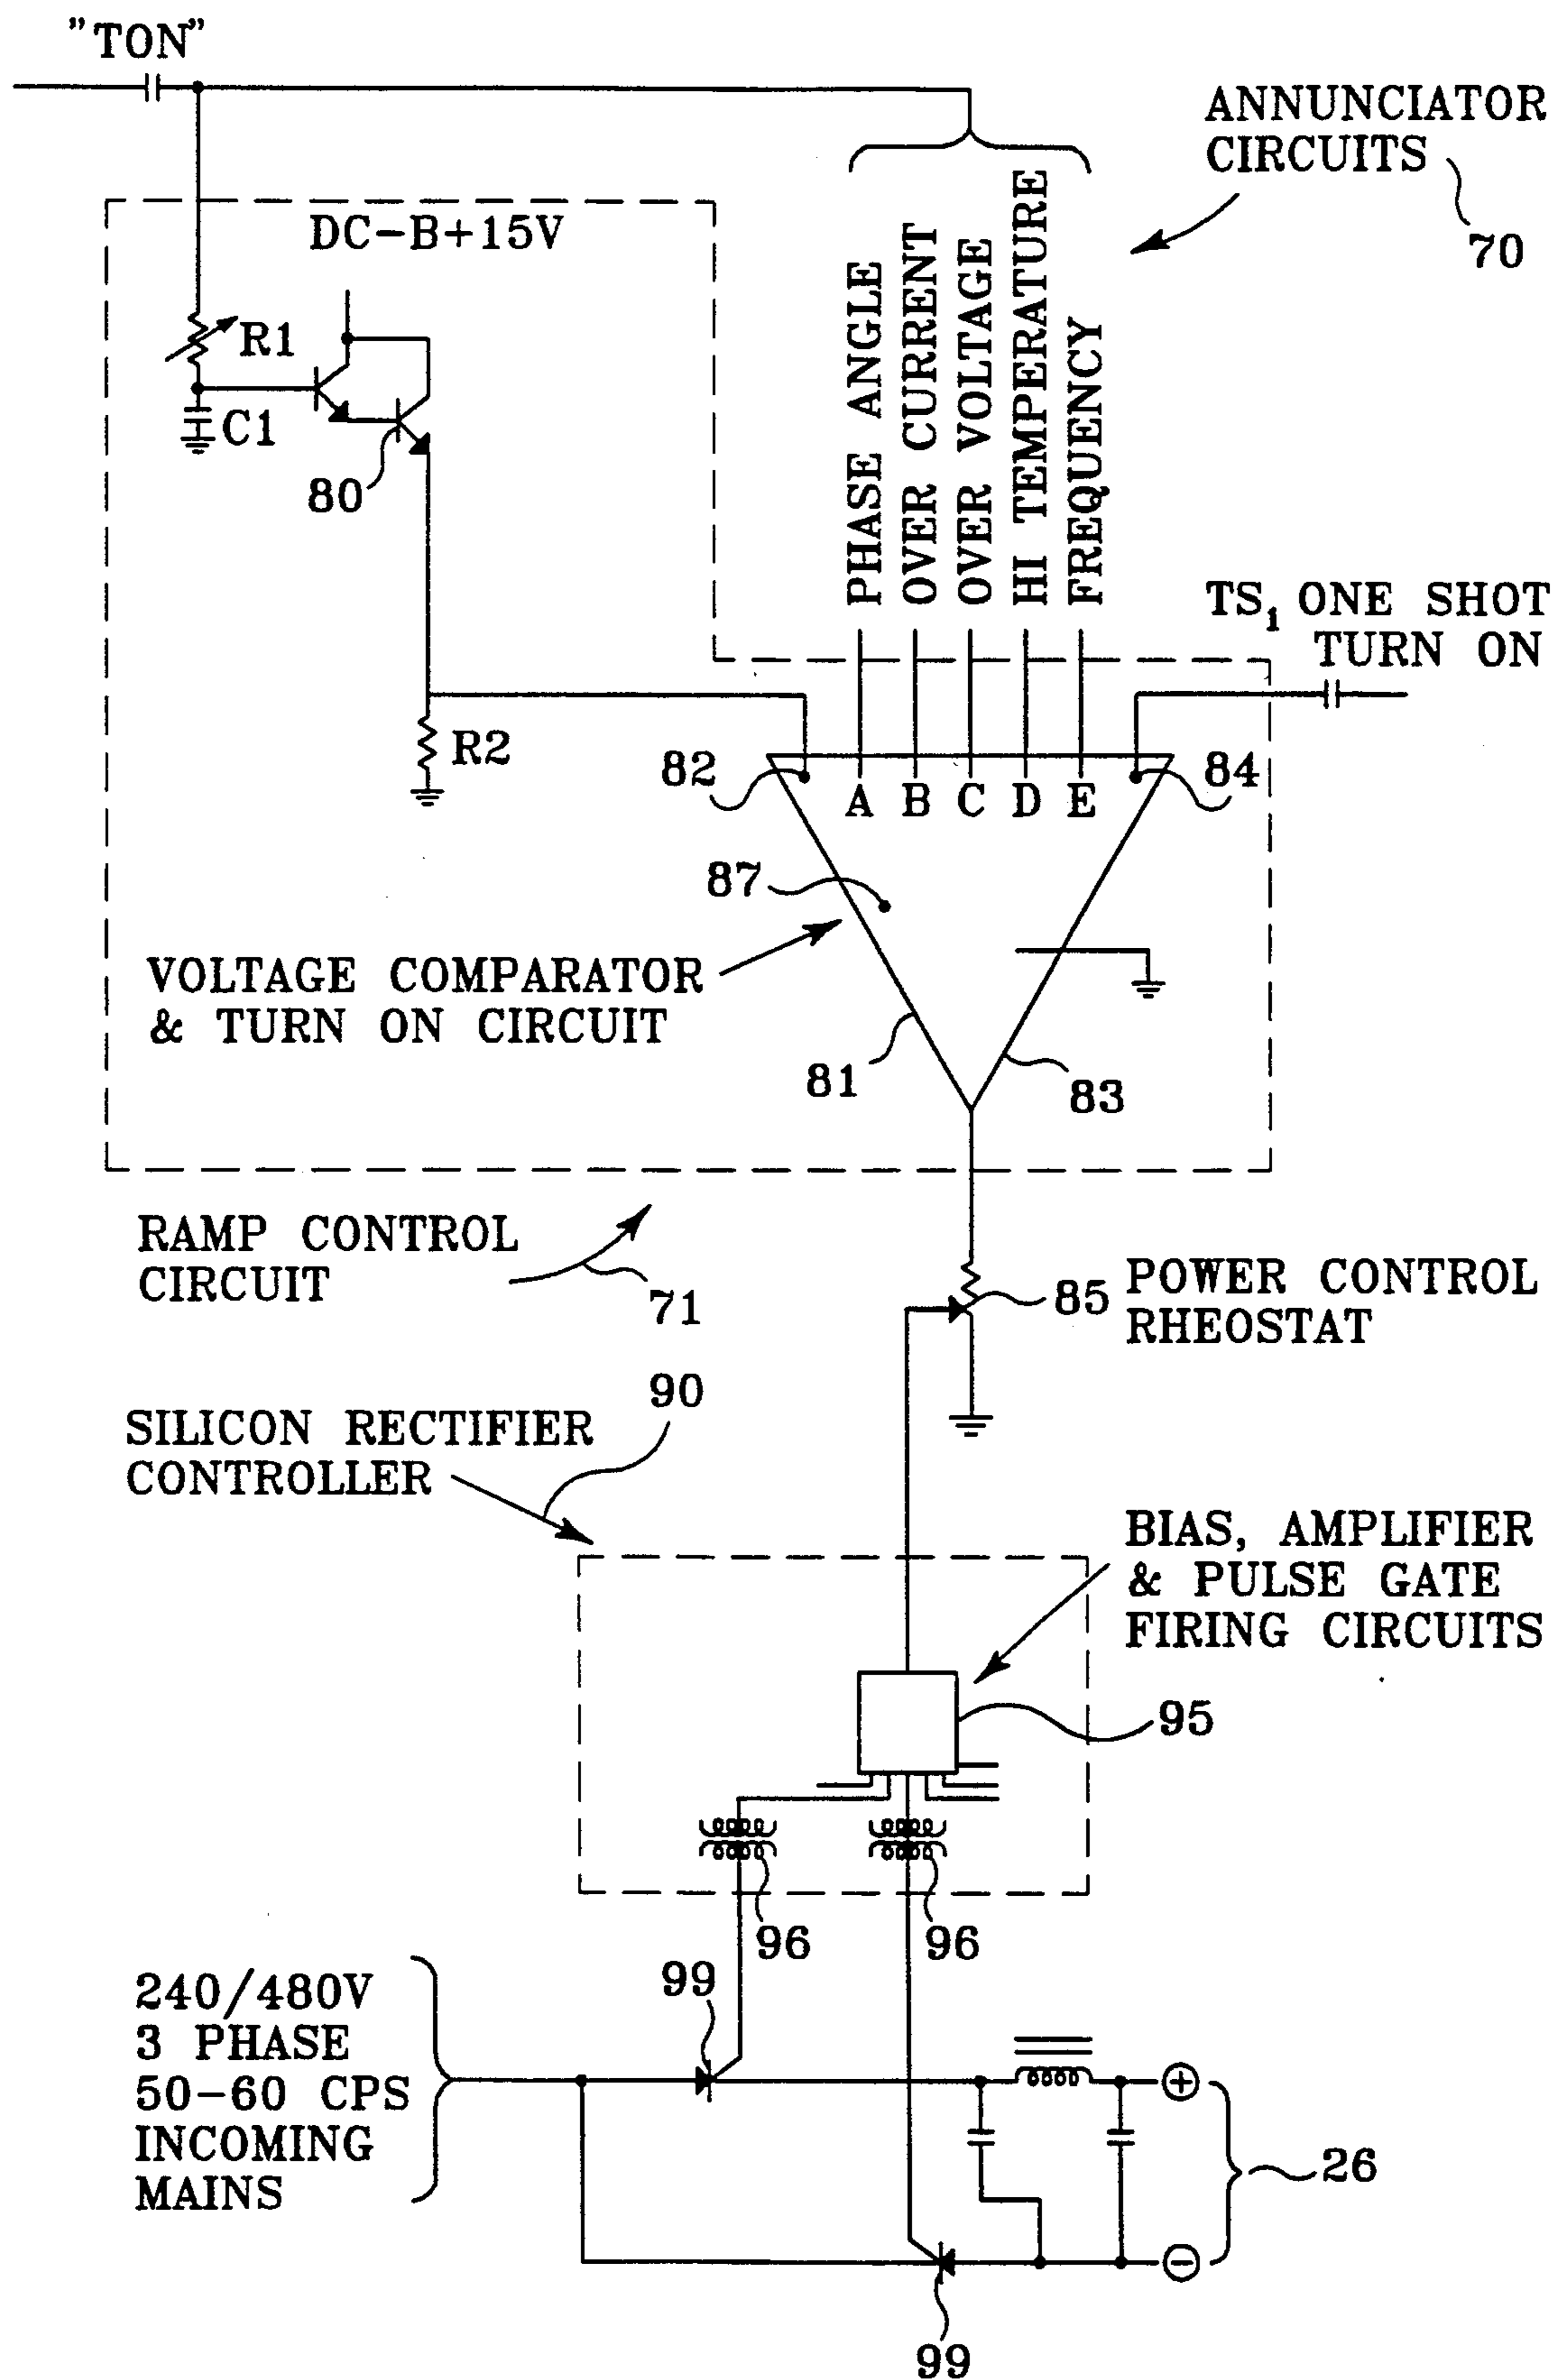 "TON"
ANNUNCIATOR
CIRCUITS
70
DC-B+15V
R1
C1
80
PHASE ANGLE
OVER CURRENT
OVER VOLTAGE
HI TEMPERATURE
FREQUENCY
TS1 ONE SHOT
TURN ON
R2
82
A B C D E
84
87
VOLTAGE COMPARATOR
& TURN ON CIRCUIT
81
83
RAMP CONTROL
CIRCUIT
71
85
POWER CONTROL
RHEOSTAT
90
SILICON RECTIFIER
CONTROLLER
BIAS, AMPLIFIER
& PULSE GATE
FIRING CIRCUITS
95
96
96
240/480V
3 PHASE
50-60 CPS
INCOMING
MAINS
99
+
26
−
99